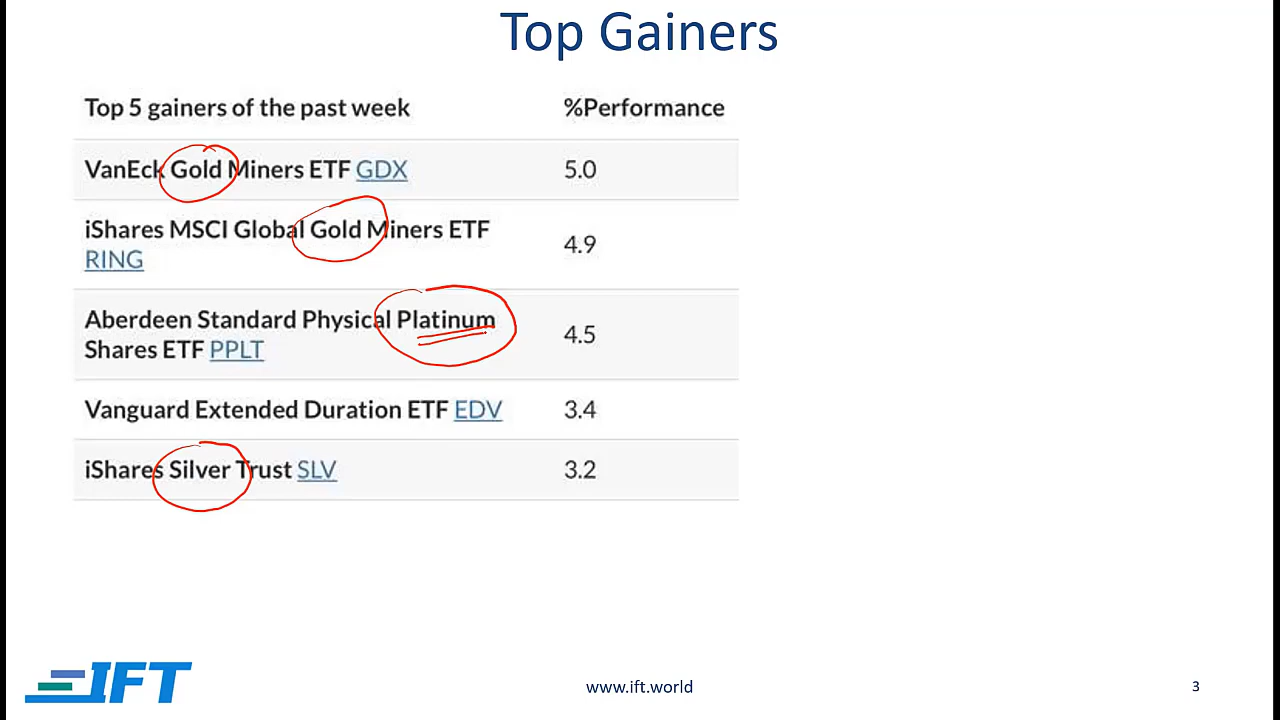 Top Gainers
Top 5 gainers of the past week %Performance
VanEck Gold Miners ETF GDX 5.0
iShares MSCI Global Gold Miners ETF
RING 4.9
Aberdeen Standard Physical Platinum
Shares ETF PPLT 4.5
Vanguard Extended Duration ETF EDV 3.4
iShares Silver Trust SLV 3.2
IFT
www.ift.world
3